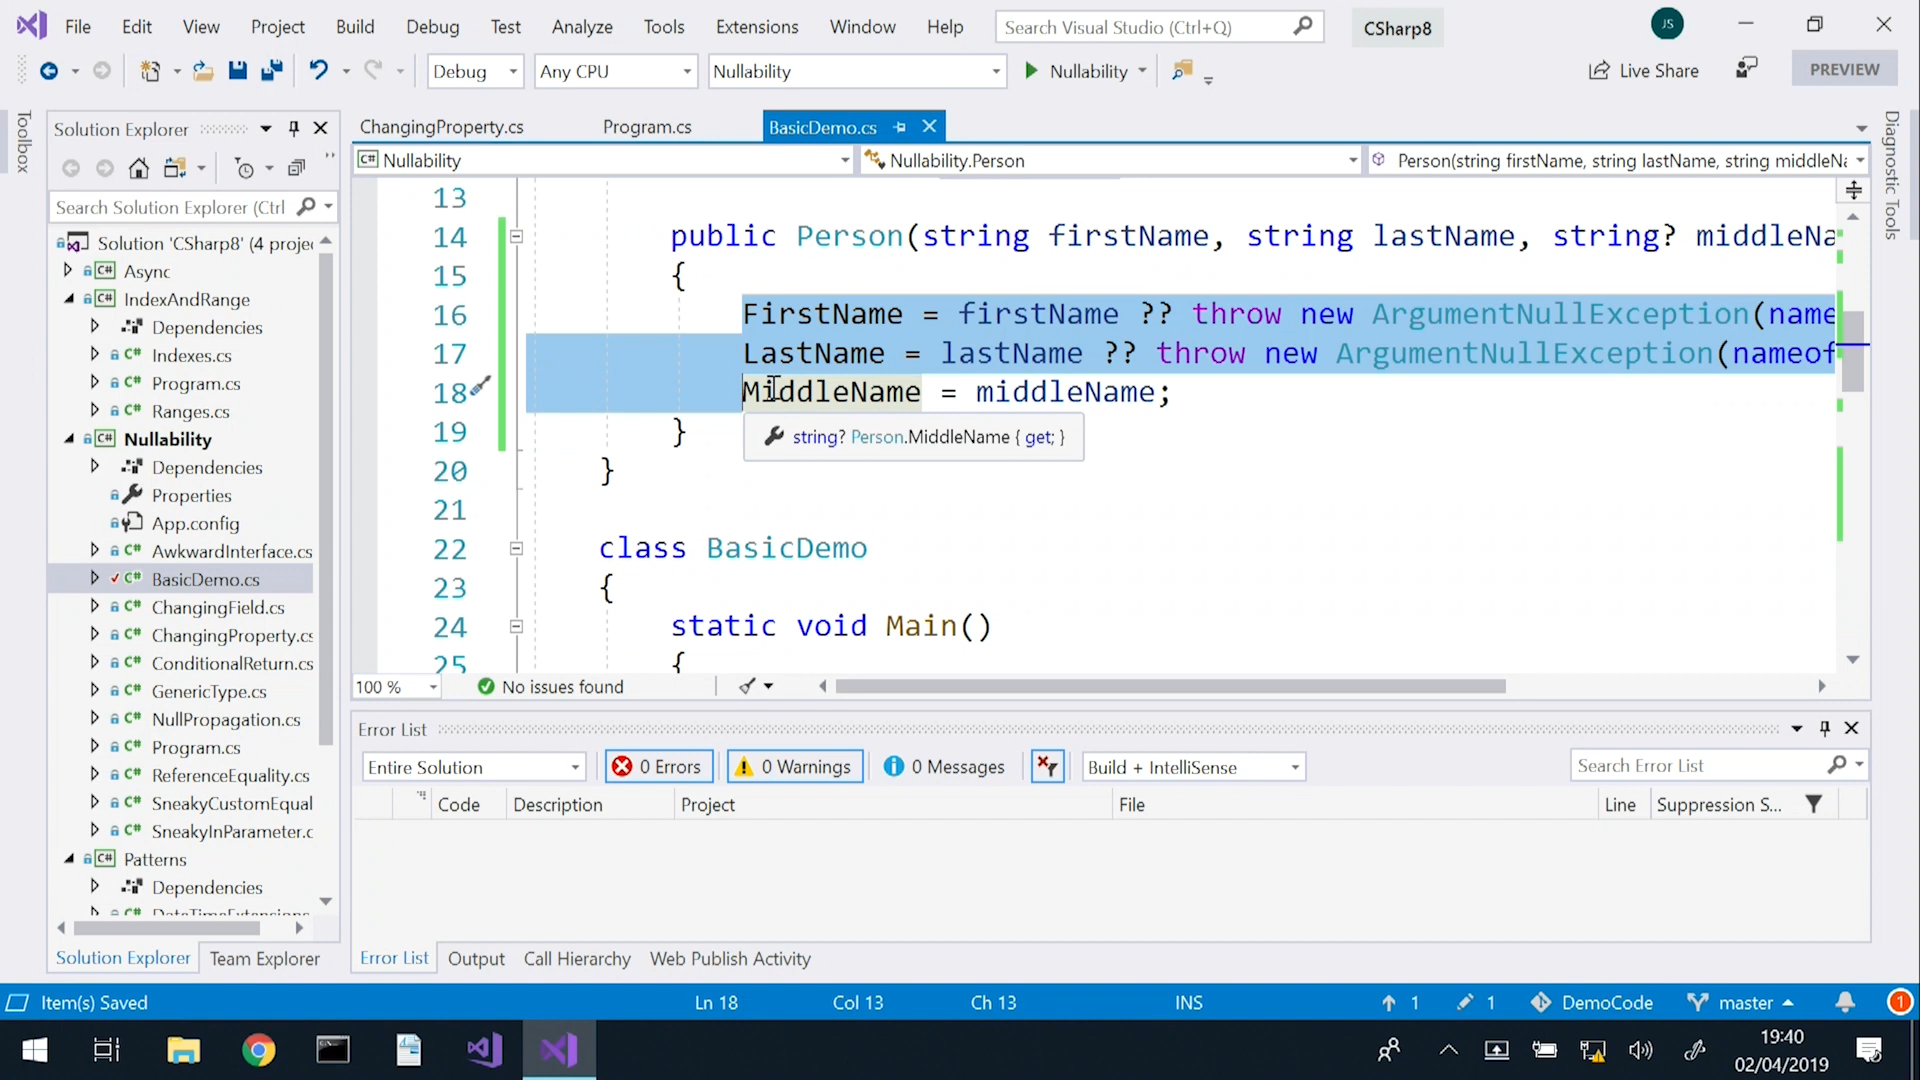 File Edit View Project Build Debug Test Analyze Tools Extensions Window Help Search Visual Studio (Ctrl+Q) CSharp8 JS
Debug Any CPU Nullability Nullability Live Share PREVIEW
Toolbox
Solution Explorer
Search Solution Explorer (Ctrl
Solution 'CSharp8' (4 proje
C# Async
C# IndexAndRange
Dependencies
C# Indexes.cs
C# Program.cs
C# Ranges.cs
C# Nullability
Dependencies
Properties
App.config
C# AwkwardInterface.cs
C# BasicDemo.cs
C# ChangingField.cs
C# ChangingProperty.cs
C# ConditionalReturn.cs
C# GenericType.cs
C# NullPropagation.cs
C# Program.cs
C# ReferenceEquality.cs
C# SneakyCustomEqual
C# SneakyInParameter.c
C# Patterns
Dependencies
DateTimeExtensions
Solution Explorer Team Explorer
ChangingProperty.cs Program.cs BasicDemo.cs
C# Nullability Nullability.Person Person(string firstName, string lastName, string middleNa
13
14 public Person(string firstName, string lastName, string? middleNa
15 {
16 FirstName = firstName ?? throw new ArgumentNullException(name
17 LastName = lastName ?? throw new ArgumentNullException(nameof
18 MiddleName = middleName;
19 }
string? Person.MiddleName { get; }
20 }
21
22 class BasicDemo
23 {
24 static void Main()
25 {
100 % No issues found
Diagnostic Tools
Error List
Entire Solution 0 Errors 0 Warnings 0 Messages Build + IntelliSense Search Error List
Code Description Project File Line Suppression S...
Error List Output Call Hierarchy Web Publish Activity
Item(s) Saved Ln 18 Col 13 Ch 13 INS 1 1 DemoCode master 1
19:40
02/04/2019